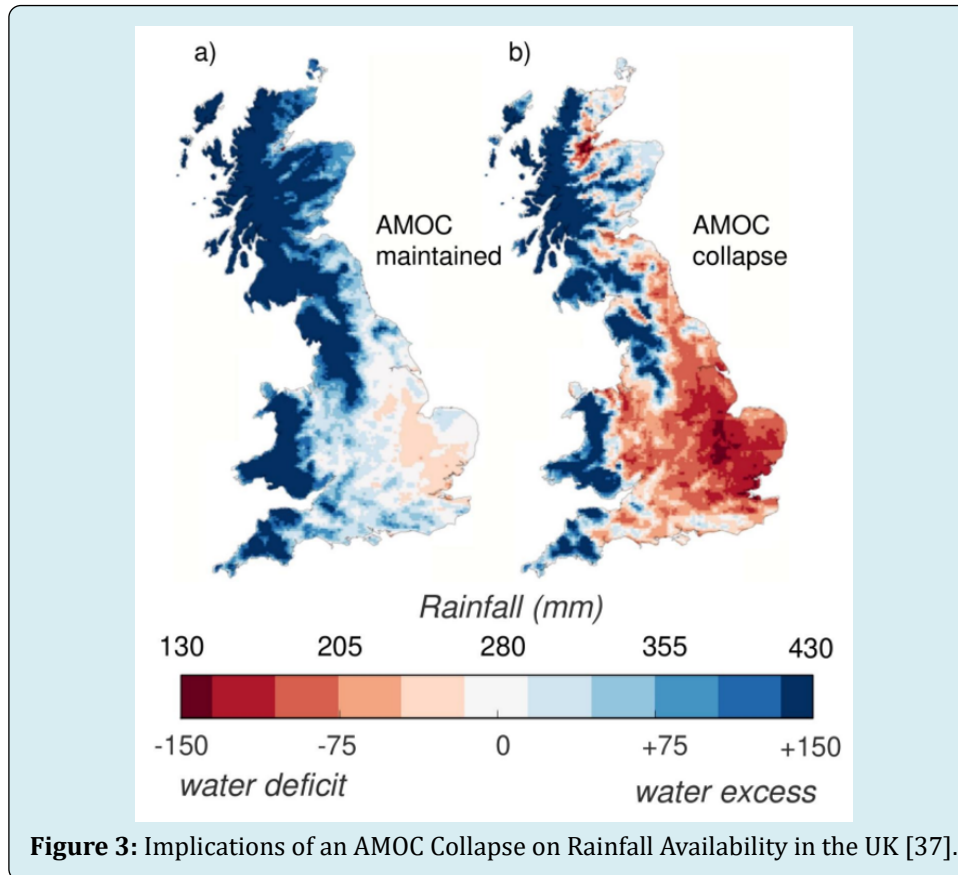 a)
b)
AMOC
maintained
AMOC
collapse
Rainfall (mm)
130 205 280 355 430
-150 -75 0 +75 +150
water deficit water excess
Figure 3: Implications of an AMOC Collapse on Rainfall Availability in the UK [37].